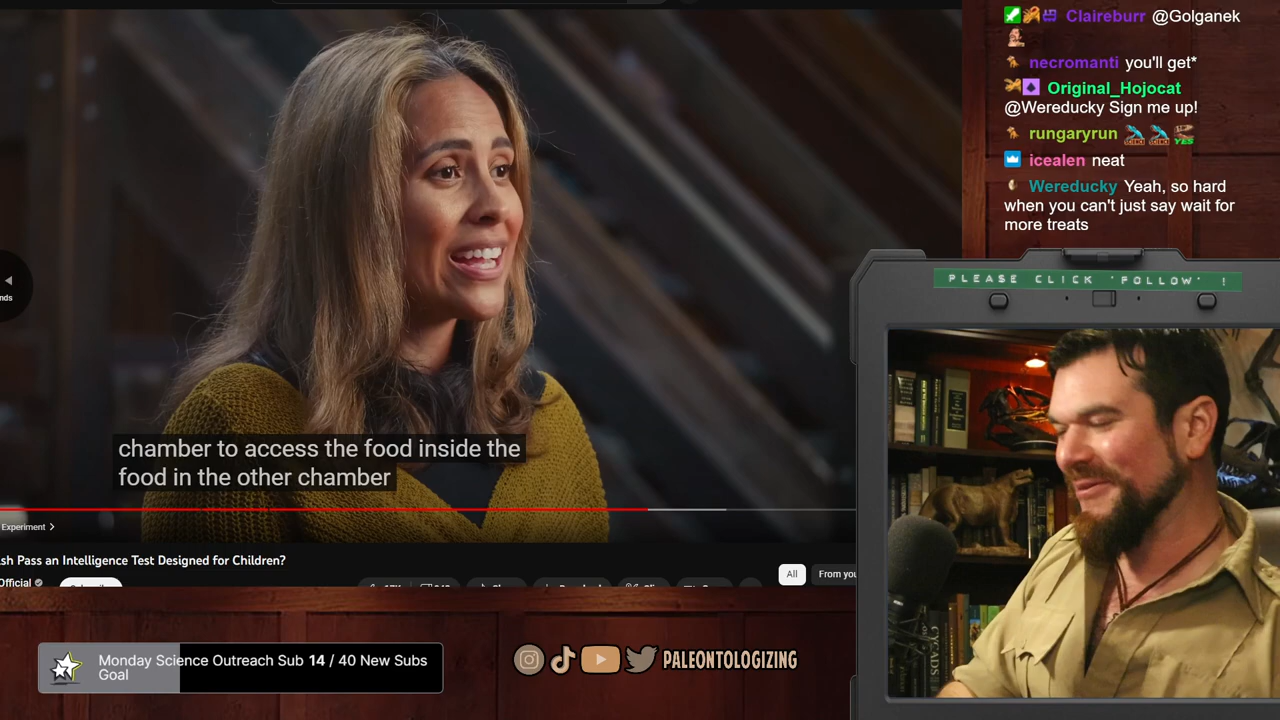 Claireburr @Golganek
necromanti you'll get*
Original_Hojocat
@Wereducky Sign me up!
rungaryrun YES
icealen neat
Wereducky Yeah, so hard
when you can't just say wait for
more treats
PLEASE CLICK 'FOLLOW' !
chamber to access the food inside the
food in the other chamber
Experiment >
sh Pass an Intelligence Test Designed for Children?
Official
All
From you
Monday Science Outreach Sub 14 / 40 New Subs
Goal
PALEONTOLOGIZING
CYCADS